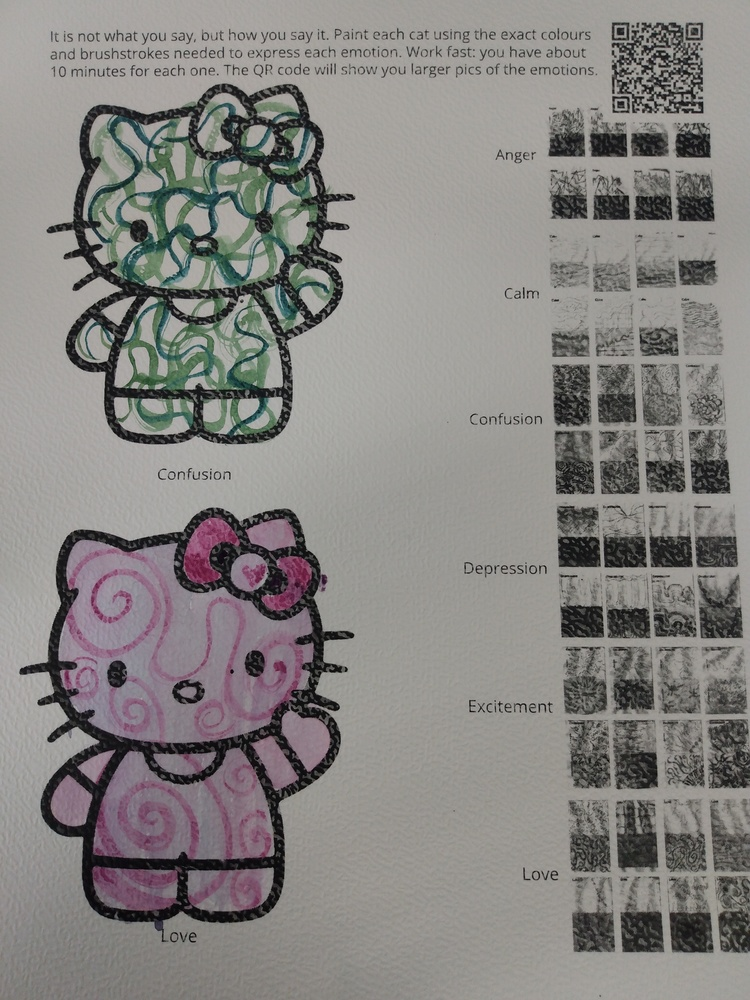 It is not what you say, but how you say it. Paint each cat using the exact colours
and brushstrokes needed to express each emotion. Work fast: you have about
10 minutes for each one. The QR code will show you larger pics of the emotions.
Anger
Calm
Confusion
Confusion
Depression
Excitement
Love
Love